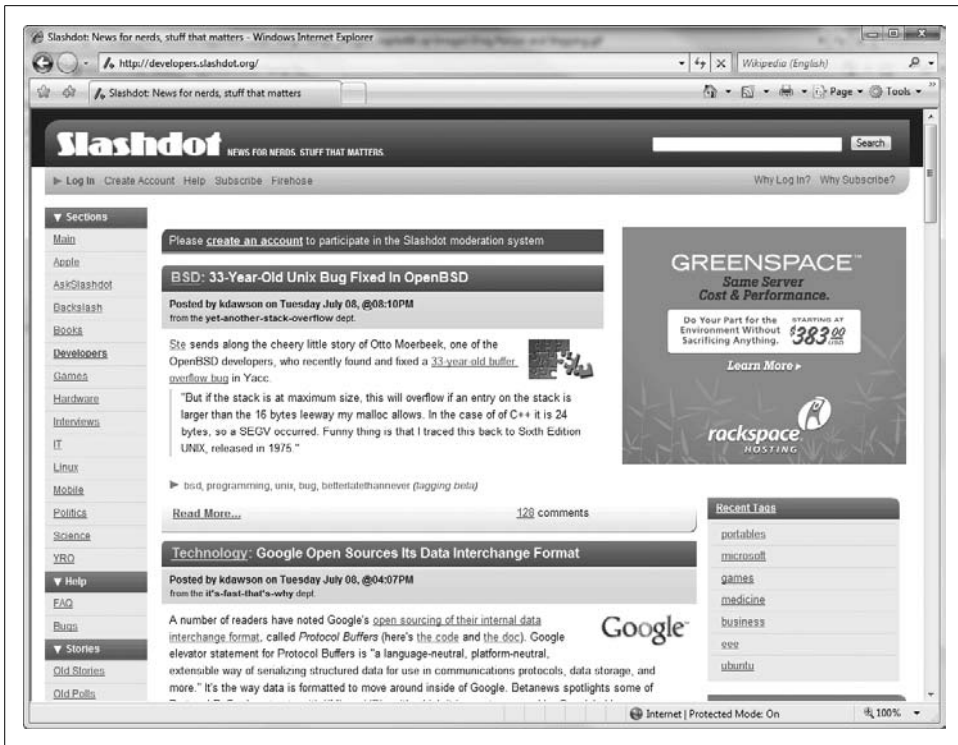 Slashdot: News for nerds, stuff that matters - Windows Internet Explorer
http://developers.slashdot.org/
Wikipedia (English)
Slashdot: News for nerds, stuff that matters
Page
Tools
Slashdot NEWS FOR NERDS. STUFF THAT MATTERS.
Search
Log In Create Account Help Subscribe Firehose
Why Log In? Why Subscribe?
Sections
Main
Apple
AskSlashdot
Backslash
Books
Developers
Games
Hardware
Interviews
IT
Linux
Mobile
Politics
Science
YRO
Help
FAQ
Bugs
Stories
Old Stories
Old Polls
Please create an account to participate in the Slashdot moderation system
BSD: 33-Year-Old Unix Bug Fixed In OpenBSD
Posted by kdawson on Tuesday July 08, @08:10PM
from the yet-another-stack-overflow dept.
Ste sends along the cheery little story of Otto Moerbeek, one of the
OpenBSD developers, who recently found and fixed a 33-year-old buffer
overflow bug in Yacc.
"But if the stack is at maximum size, this will overflow if an entry on the stack is
larger than the 16 bytes leeway my malloc allows. In the case of of C++ it is 24
bytes, so a SEGV occurred. Funny thing is that I traced this back to Sixth Edition
UNIX, released in 1975."
bsd, programming, unix, bug, bettertatethannever (tagging beta)
Read More...
128 comments
Technology: Google Open Sources Its Data Interchange Format
Posted by kdawson on Tuesday July 08, @04:07PM
from the it's-fast-that's-why dept.
A number of readers have noted Google's open sourcing of their internal data
interchange format, called Protocol Buffers (here's the code and the doc). Google
elevator statement for Protocol Buffers is "a language-neutral, platform-neutral,
extensible way of serializing structured data for use in communications protocols, data storage, and
more." It's the way data is formatted to move around inside of Google. Betanews spotlights some of
Google
GREENSPACE™
Same Server
Cost & Performance.
Do Your Part for the
Environment Without
Sacrificing Anything.
STARTING AT
$383.00
USD
Learn More
rackspace
HOSTING
Recent Tags
portables
microsoft
games
medicine
business
eee
ubuntu
Internet | Protected Mode: On
100%